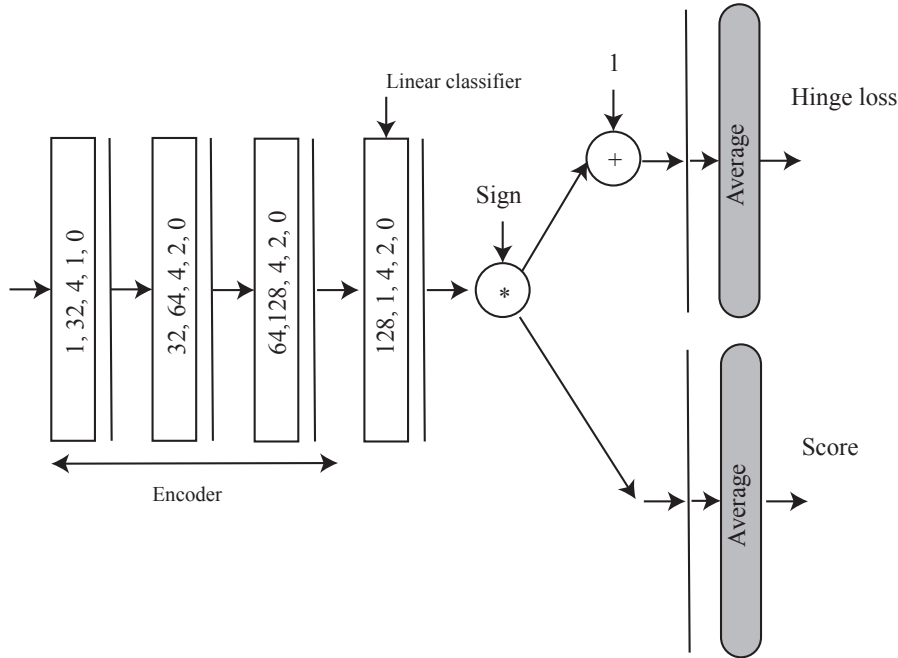 Linear classifier
1, 32, 4, 1, 0
32, 64, 4, 2, 0
64,128, 4, 2, 0
128, 1, 4, 2, 0
Encoder
Sign
*
1
+
Average
Hinge loss
Average
Score